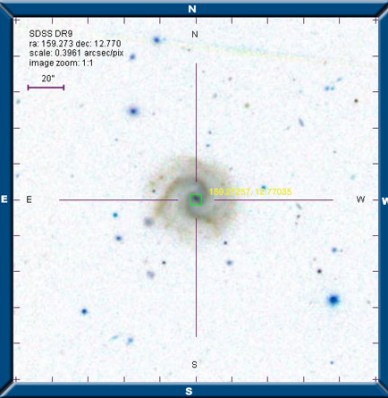 N
SDSS DR9
ra: 159.273 dec: 12.770
scale: 0.3961 arcsec/pix
image zoom: 1:1
20"
N
E
E
W
W
S
S